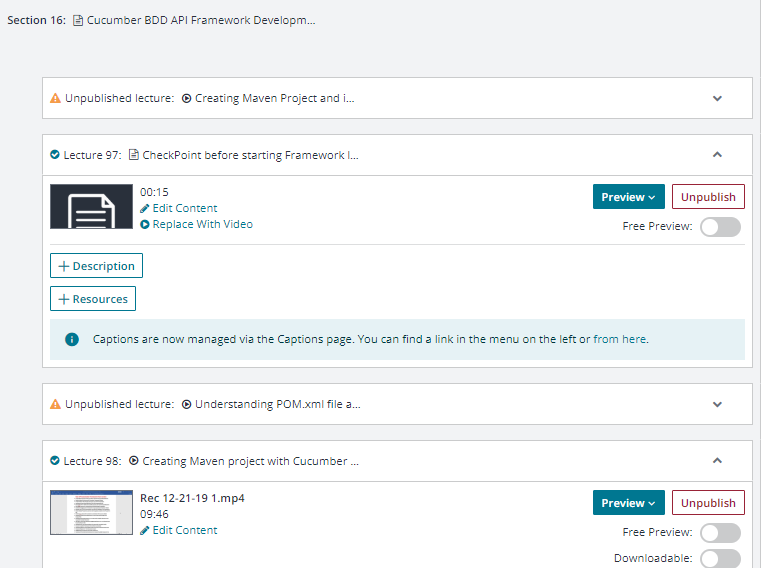 Section 16: Cucumber BDD API Framework Developm...
Unpublished lecture: Creating Maven Project and i...
Lecture 97: CheckPoint before starting Framework l...
00:15
Edit Content
Replace With Video
Preview
Unpublish
Free Preview:
+ Description
+ Resources
Captions are now managed via the Captions page. You can find a link in the menu on the left or from here.
Unpublished lecture: Understanding POM.xml file a...
Lecture 98: Creating Maven project with Cucumber ...
Rec 12-21-19 1.mp4
09:46
Edit Content
Preview
Unpublish
Free Preview:
Downloadable: